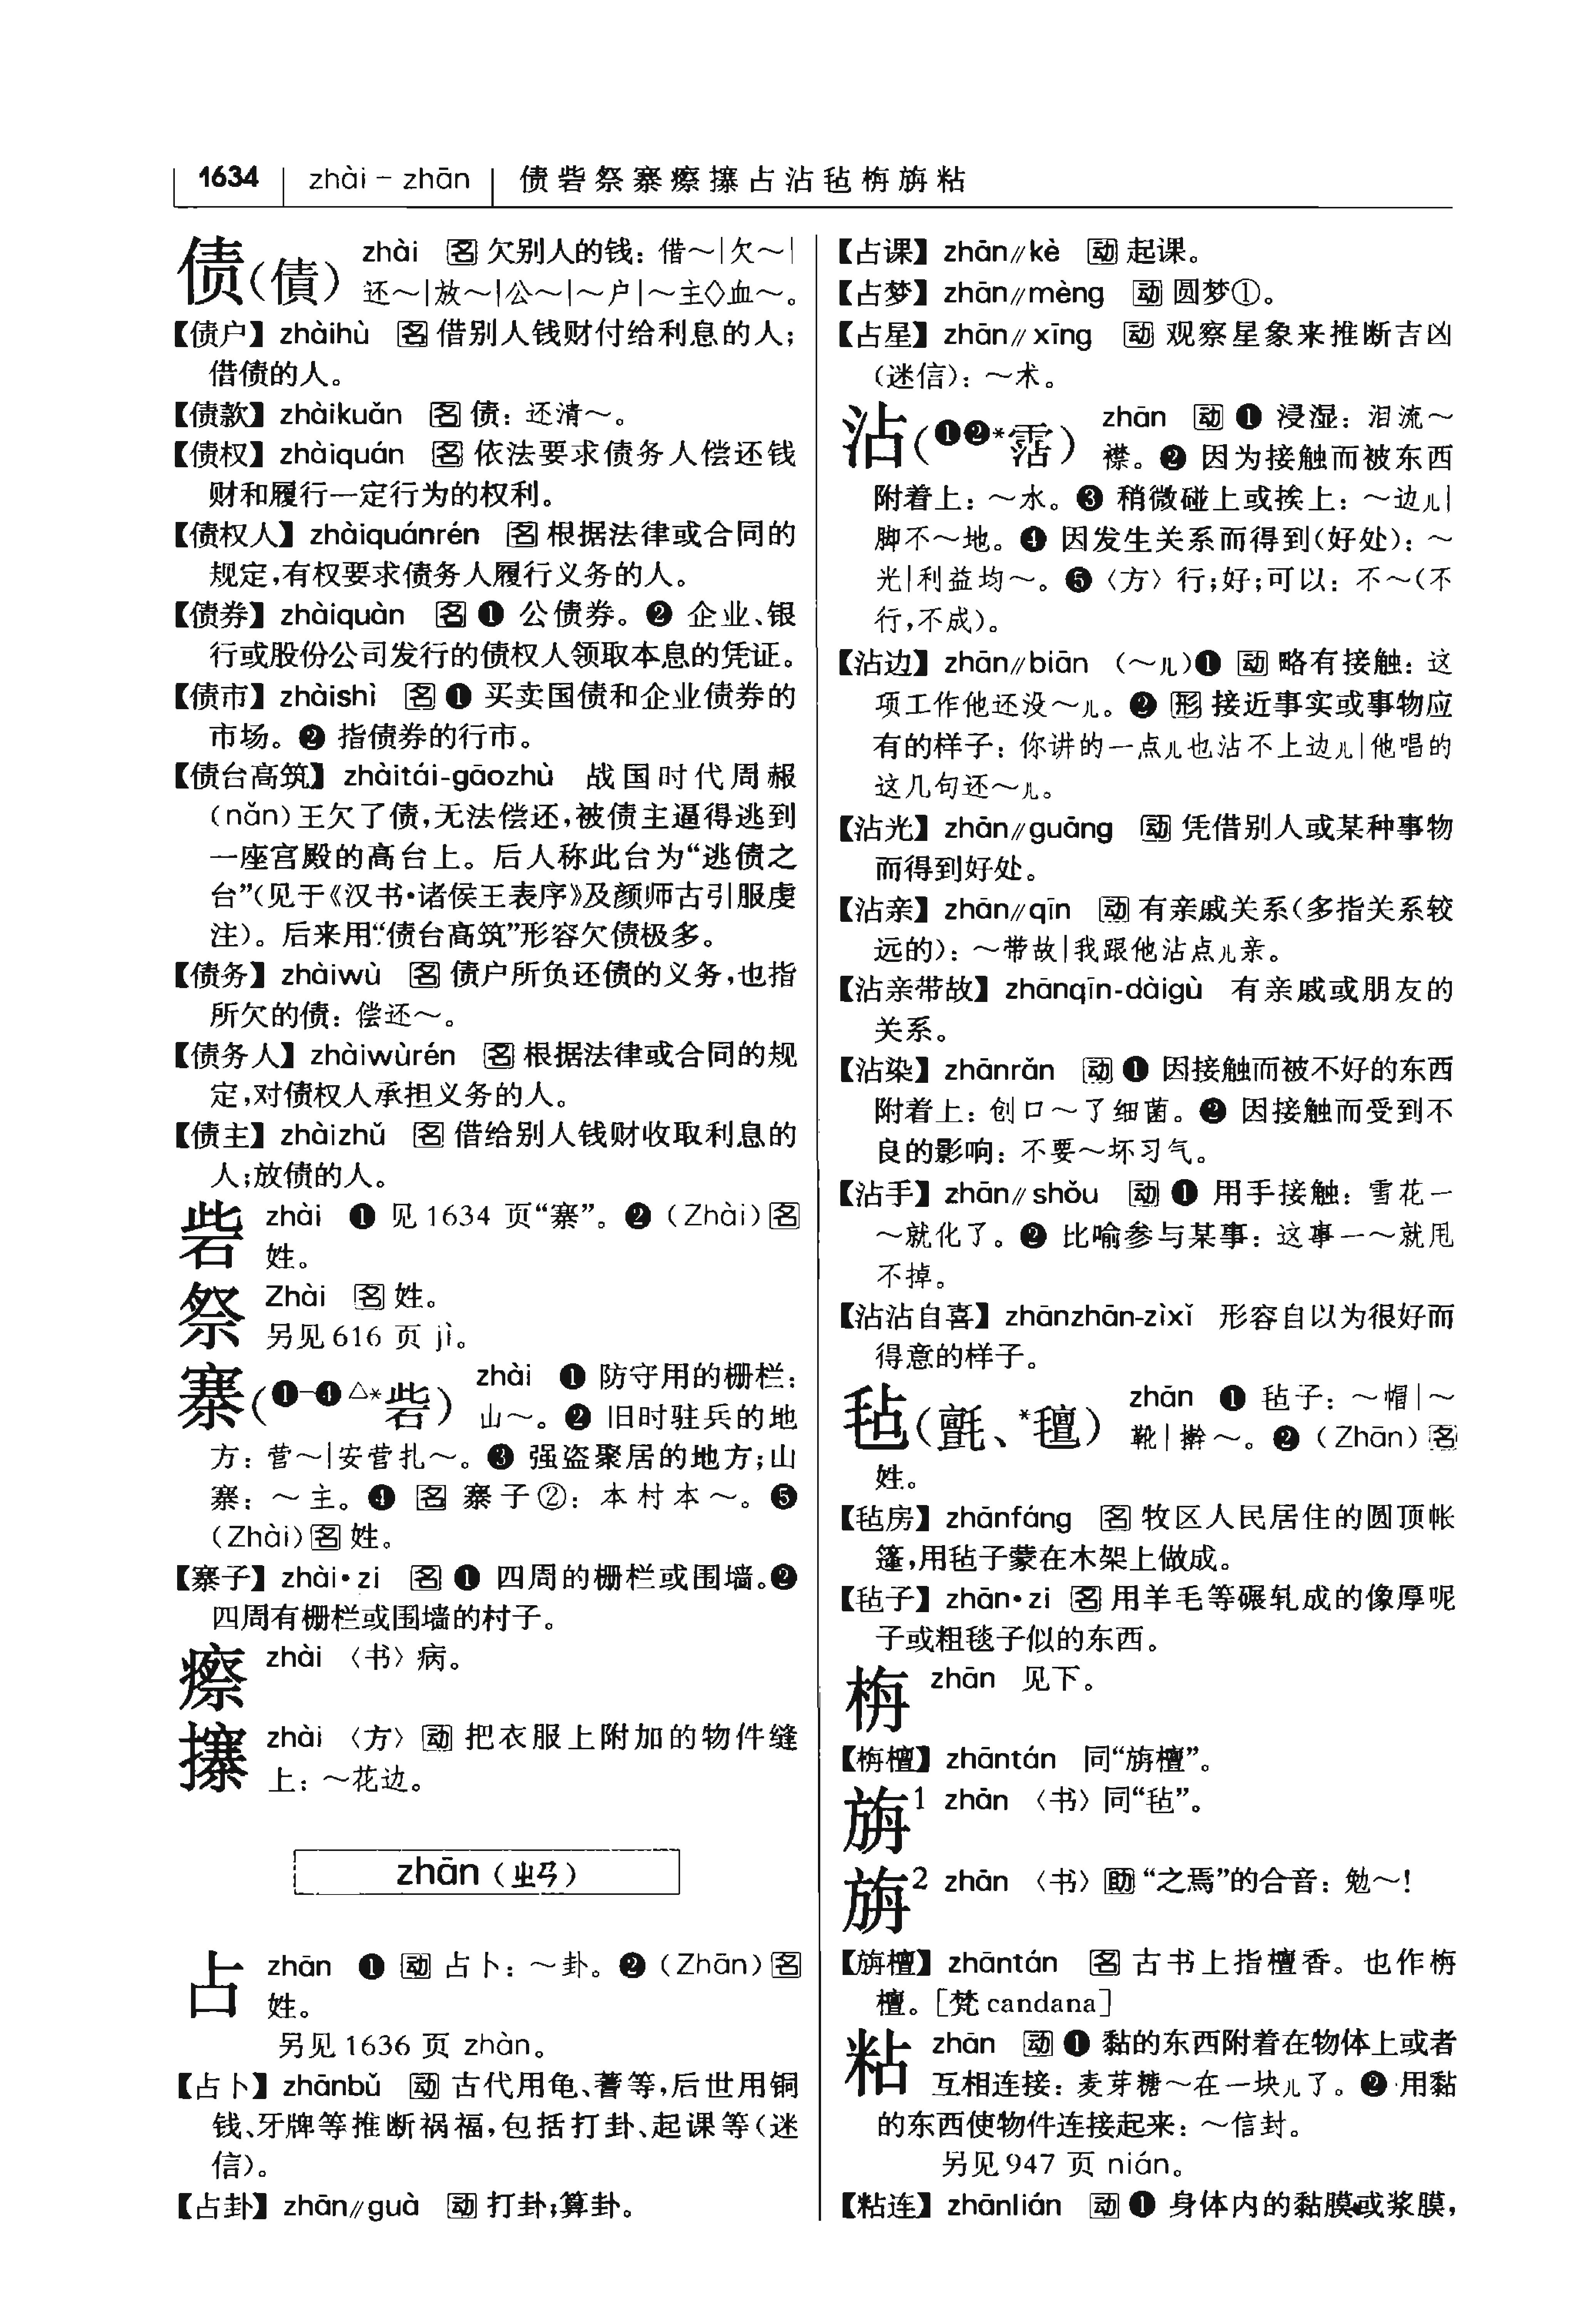 1634 zhài – zhān 债砦祭寨瘵攥占沾毡栴旃粘
债(債) zhài 名 欠别人的钱：借～|欠～|
还～|放～|公～|～户|～主◇血～。
【债户】zhàihù 名 借别人钱财付给利息的人；
借债的人。
【债款】zhàikuǎn 名 债：还清～。
【债权】zhàiquán 名 依法要求债务人偿还钱
财和履行一定行为的权利。
【债权人】zhàiquánrén 名 根据法律或合同的
规定，有权要求债务人履行义务的人。
【债券】zhàiquàn 名 ❶ 公债券。❷ 企业、银
行或股份公司发行的债权人领取本息的凭证。
【债市】zhàishì 名 ❶ 买卖国债和企业债券的
市场。❷ 指债券的行市。
【债台高筑】zhàitái-gāozhù 战国时代周赧
(nǎn)王欠了债，无法偿还，被债主逼得逃到
一座宫殿的高台上。后人称此台为“逃债之
台”(见于《汉书·诸侯王表序》及颜师古引服虔
注)。后来用“债台高筑”形容欠债极多。
【债务】zhàiwù 名 债户所负还债的义务，也指
所欠的债：偿还～。
【债务人】zhàiwùrén 名 根据法律或合同的规
定，对债权人承担义务的人。
【债主】zhàizhǔ 名 借给别人钱财收取利息的
人；放债的人。
砦 zhài ❶ 见1634 页“寨”。❷（Zhài）名
姓。
祭 Zhài 名 姓。
另见616 页 jì。
寨(❶-❹△*砦) zhài ❶ 防守用的栅栏：
山～。❷ 旧时驻兵的地
方：营～|安营扎～。❸ 强盗聚居的地方；山
寨：～主。❹ 名 寨子②：本村本～。❺
（Zhài）名 姓。
【寨子】zhài·zi 名 ❶ 四周的栅栏或围墙。❷
四周有栅栏或围墙的村子。
瘵 zhài 〈书〉病。
zhài 〈方〉动 把衣服上附加的物件缝
上：～花边。
zhān（ㄓㄢ）
占 zhān ❶ 动 占卜：～卦。❷（Zhān）名
姓。
另见1636 页 zhàn。
【占卜】zhānbǔ 动 古代用龟、蓍等，后世用铜
钱、牙牌等推断祸福，包括打卦、起课等(迷
信)。
【占卦】zhān∥guà 动 打卦；算卦。
【占课】zhān∥kè 动 起课。
【占梦】zhān∥mèng 动 圆梦①。
【占星】zhān∥xīng 动 观察星象来推断吉凶
(迷信)：～术。
沾(❶❷*霑) zhān 动 ❶ 浸湿：泪流～
襟。❷ 因为接触而被东西
附着上：～水。❸ 稍微碰上或挨上：～边儿|
脚不～地。❹ 因发生关系而得到(好处)：～
光|利益均～。❺〈方〉行；好；可以：不～(不
行，不成)。
【沾边】zhān∥biān （～儿）❶ 动 略有接触：这
项工作他还没～儿。❷ 形 接近事实或事物应
有的样子：你讲的一点儿也沾不上边儿|他唱的
这几句还～儿。
【沾光】zhān∥guāng 动 凭借别人或某种事物
而得到好处。
【沾亲】zhān∥qīn 动 有亲戚关系(多指关系较
远的)：～带故|我跟他沾点儿亲。
【沾亲带故】zhānqīn-dàigù 有亲戚或朋友的
关系。
【沾染】zhānrǎn 动 ❶ 因接触而被不好的东西
附着上：创口～了细菌。❷ 因接触而受到不
良的影响：不要～坏习气。
【沾手】zhān∥shǒu 动 ❶ 用手接触：雪花一
～就化了。❷ 比喻参与某事：这事一～就甩
不掉。
【沾沾自喜】zhānzhān-zìxǐ 形容自以为很好而
得意的样子。
毡(氈、*氊) zhān ❶ 毡子：～帽|～
靴|擀～。❷（Zhān）名
姓。
【毡房】zhānfáng 名 牧区人民居住的圆顶帐
篷，用毡子蒙在木架上做成。
【毡子】zhān·zi 名 用羊毛等碾轧成的像厚呢
子或粗毯子似的东西。
栴 zhān 见下。
【栴檀】zhāntán 同“旃檀”。
旃1 zhān 〈书〉同“毡”。
旃2 zhān 〈书〉助 “之焉”的合音：勉～！
【旃檀】zhāntán 名 古书上指檀香。也作栴
檀。[梵 candana]
粘 zhān 动 ❶ 黏的东西附着在物体上或者
互相连接：麦芽糖～在一块儿了。❷ 用黏
的东西使物件连接起来：～信封。
另见947 页 nián。
【粘连】zhānlián 动 ❶ 身体内的黏膜或浆膜，